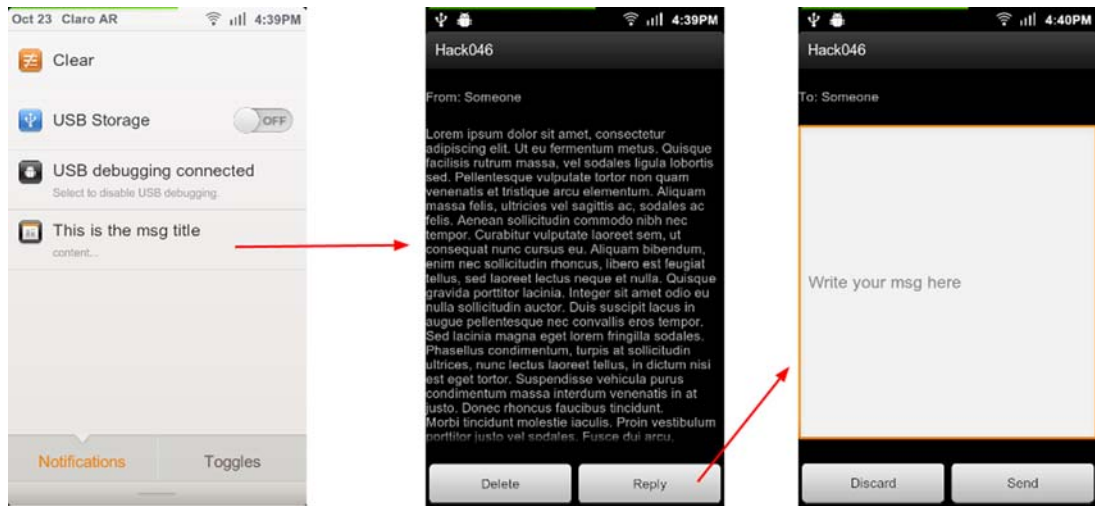 Oct 23 Claro AR 4:39PM
Clear
USB Storage OFF
USB debugging connected
Select to disable USB debugging.
This is the msg title
content...
Notifications Toggles
4:39PM
Hack046
From: Someone
Lorem ipsum dolor sit amet, consectetur
adipiscing elit. Ut eu fermentum metus. Quisque
facilisis rutrum massa, vel sodales ligula lobortis
sed. Pellentesque vulputate tortor non quam
venenatis et tristique arcu elementum. Aliquam
massa felis, ultricies vel sagittis ac, sodales ac
felis. Aenean sollicitudin commodo nibh nec
tempor. Curabitur vulputate laoreet sem, ut
consequat nunc cursus eu. Aliquam bibendum,
enim nec sollicitudin rhoncus, libero est feugiat
tellus, sed laoreet lectus neque et nulla. Quisque
gravida porttitor lacinia. Integer sit amet odio eu
nulla sollicitudin auctor. Duis suscipit lacus in
augue pellentesque nec convallis eros tempor.
Sed lacinia magna eget lorem fringilla sodales.
Phasellus condimentum, turpis at sollicitudin
ultrices, nunc lectus laoreet tellus, in dictum nisi
est eget tortor. Suspendisse vehicula purus
condimentum massa interdum venenatis in at
justo. Donec rhoncus faucibus tincidunt.
Morbi tincidunt molestie iaculis. Proin vestibulum
porttitor justo vel sodales. Fusce dui arcu,
Delete Reply
4:40PM
Hack046
To: Someone
Write your msg here
Discard Send